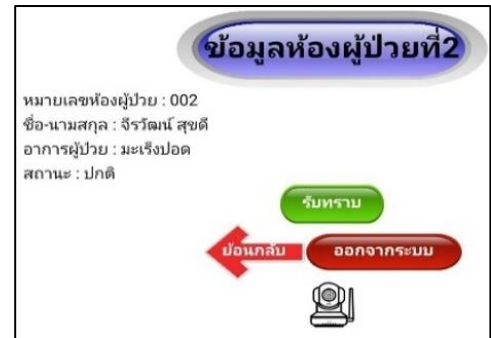 ข้อมูลห้องผู้ป่วยที่2
หมายเลขห้องผู้ป่วย : 002
ชื่อ-นามสกุล : จิรวัฒน์ สุขดี
อาการผู้ป่วย : มะเร็งปอด
สถานะ : ปกติ
รับทราบ
ย้อนกลับ
ออกจากระบบ